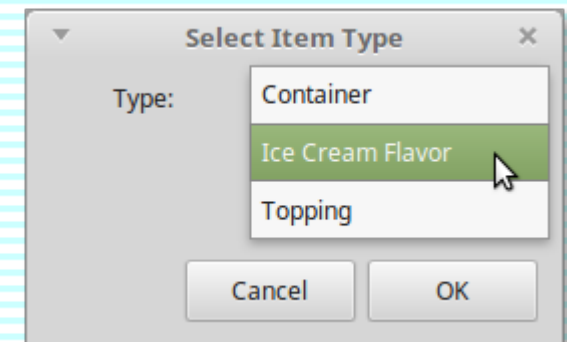 Select Item Type
Type:
Container
Ice Cream Flavor
Topping
Cancel
OK